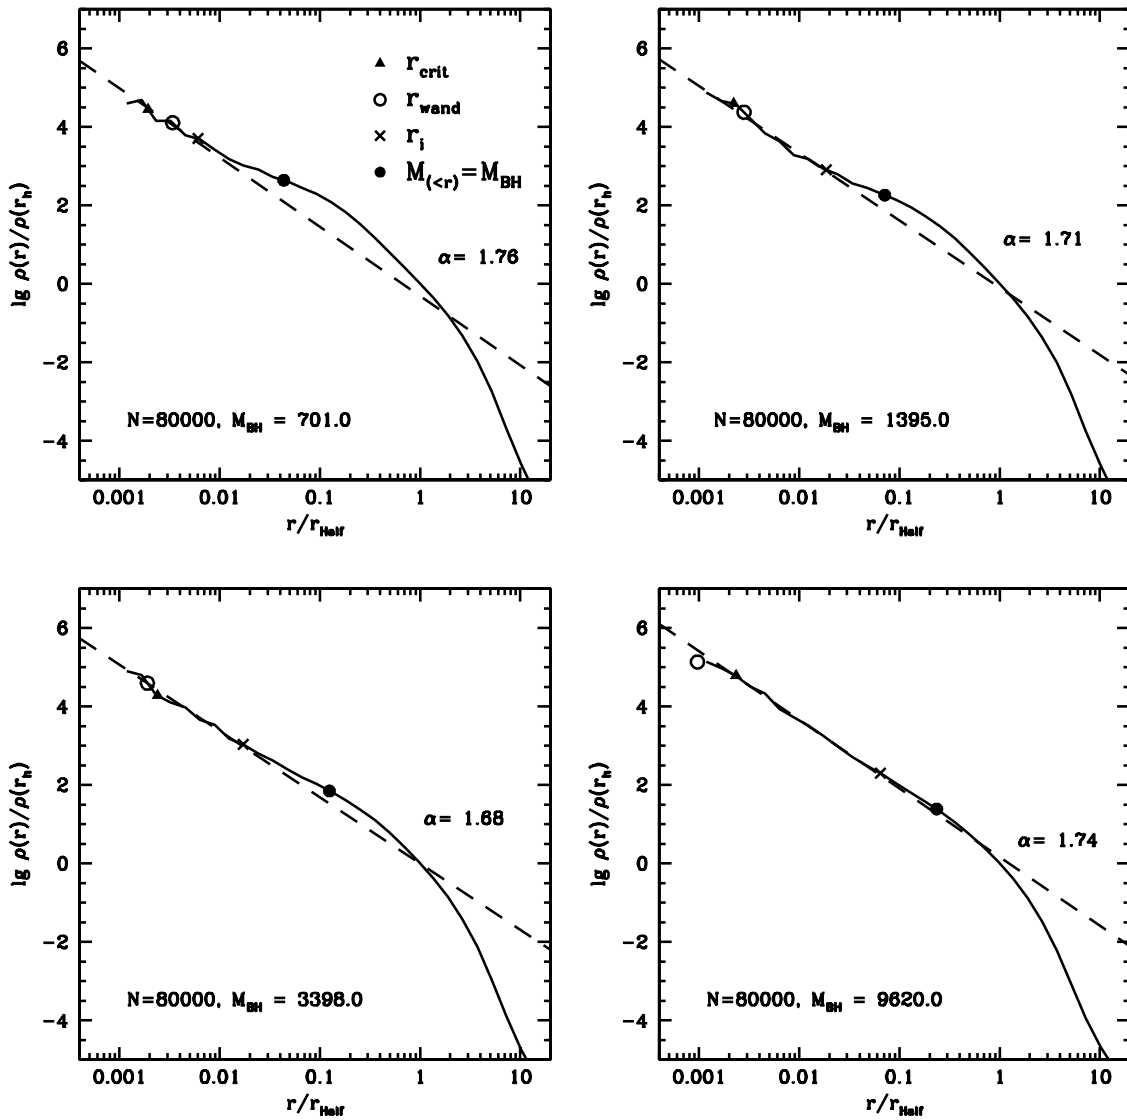 6
4
2
0
−2
−4
lg ρ(r)/ρ(r_h)
r_crit
r_wand
r_i
M_(<r)=M_BH
α= 1.76
N=80000, M_BH = 701.0
0.001 0.01 0.1 1 10
r/r_Half
6
4
2
0
−2
−4
lg ρ(r)/ρ(r_h)
α= 1.71
N=80000, M_BH = 1395.0
0.001 0.01 0.1 1 10
r/r_Half
6
4
2
0
−2
−4
lg ρ(r)/ρ(r_h)
α= 1.68
N=80000, M_BH = 3398.0
0.001 0.01 0.1 1 10
r/r_Half
6
4
2
0
−2
−4
lg ρ(r)/ρ(r_h)
α= 1.74
N=80000, M_BH = 9620.0
0.001 0.01 0.1 1 10
r/r_Half